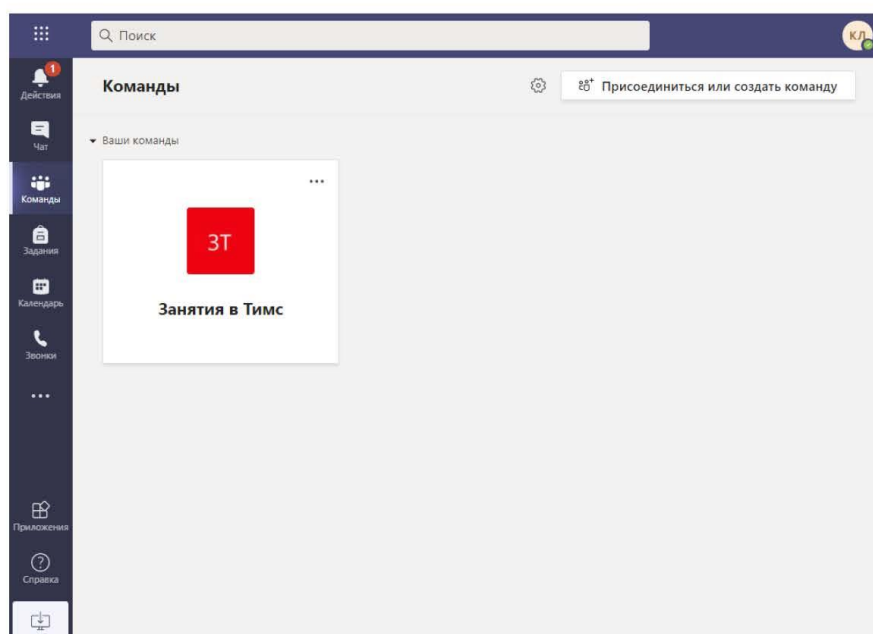 Поиск
КЛ
1
Действия
Чат
Команды
Задания
Календарь
Звонки
Приложения
Справка
Команды
Присоединиться или создать команду
Ваши команды
ЗТ
Занятия в Тимс